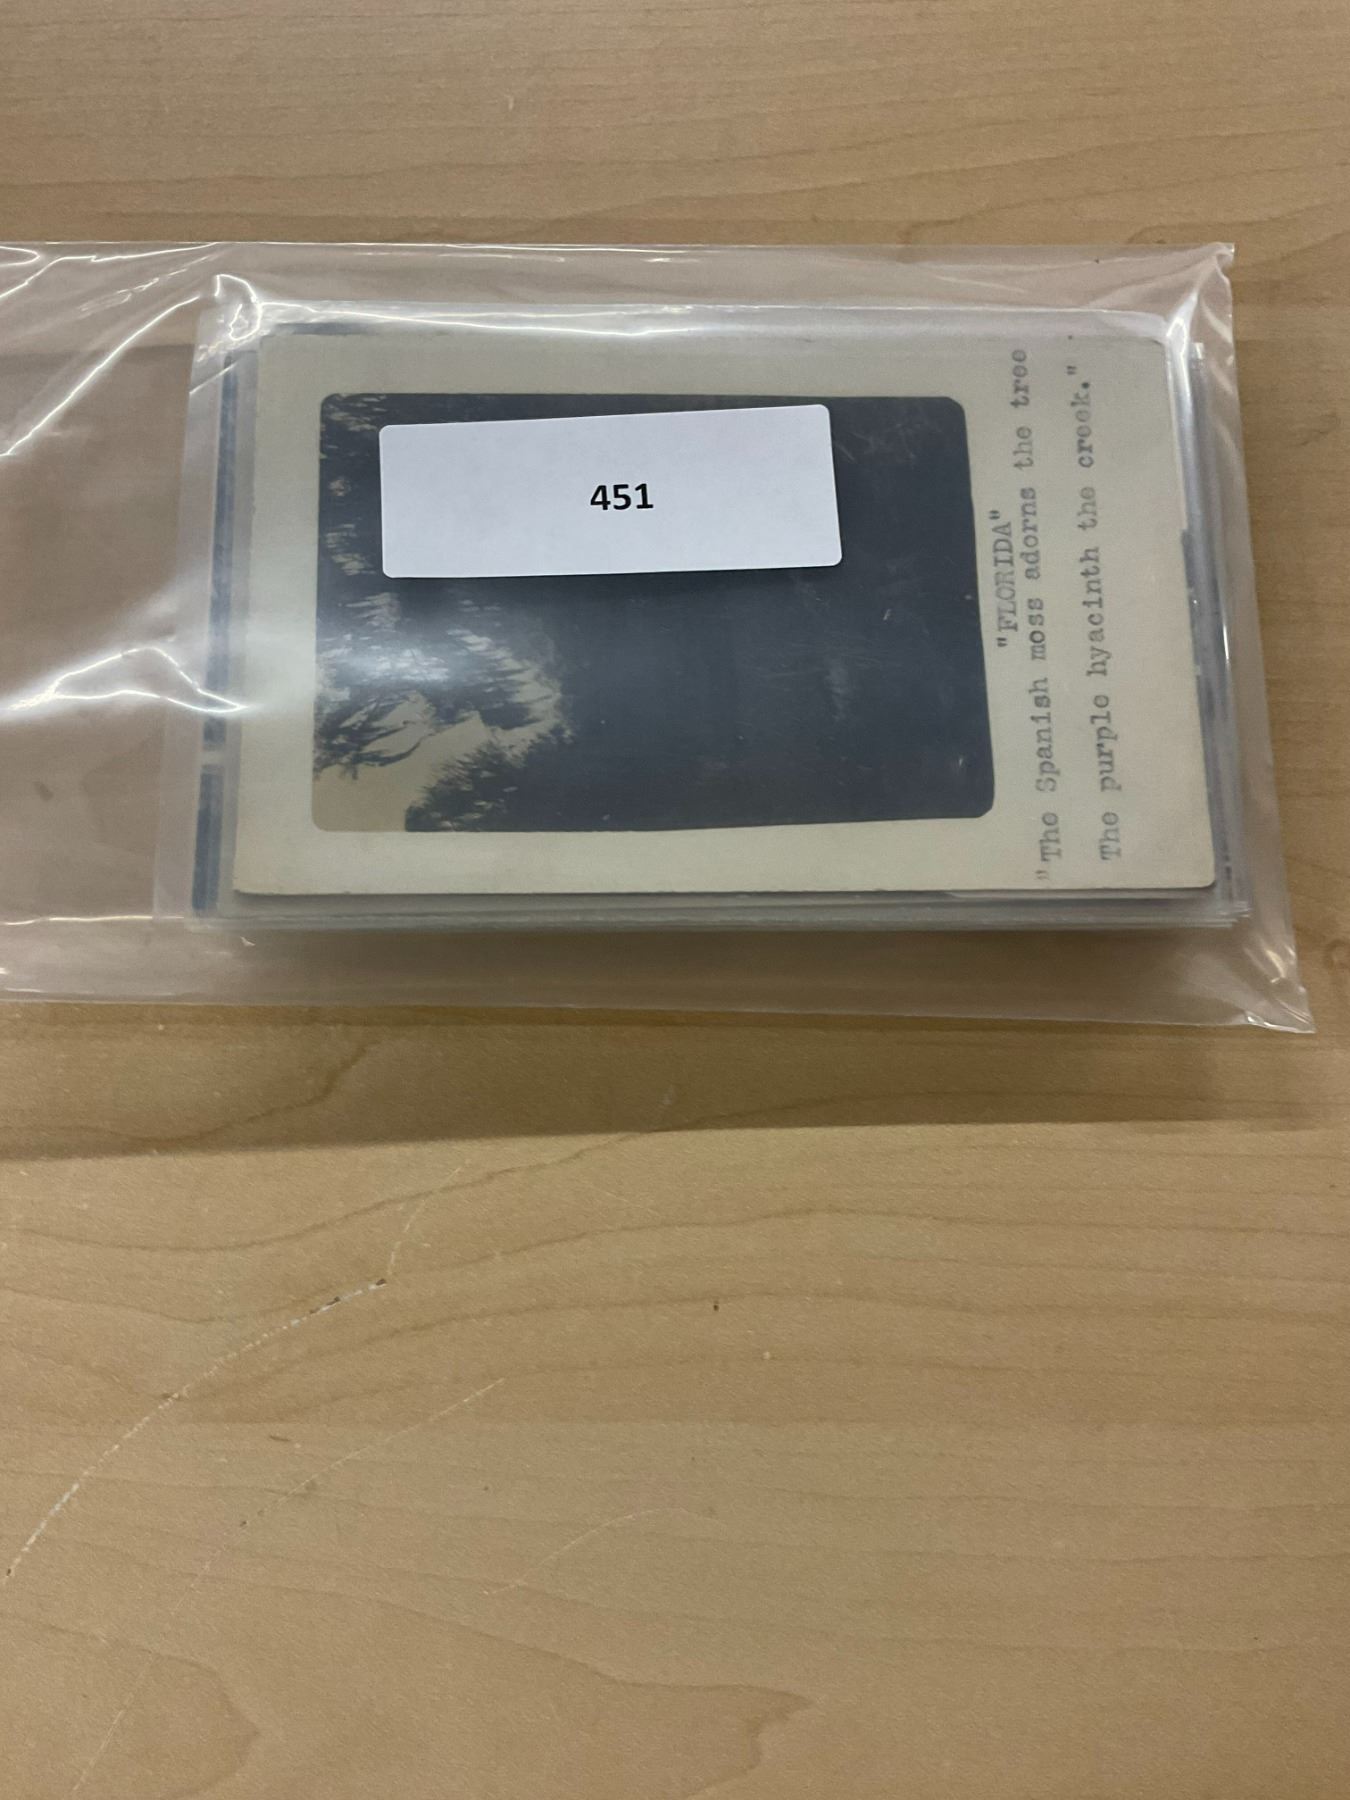 451
"FLORIDA"
"The Spanish moss adorns the tree
The purple hyacinth the creek."